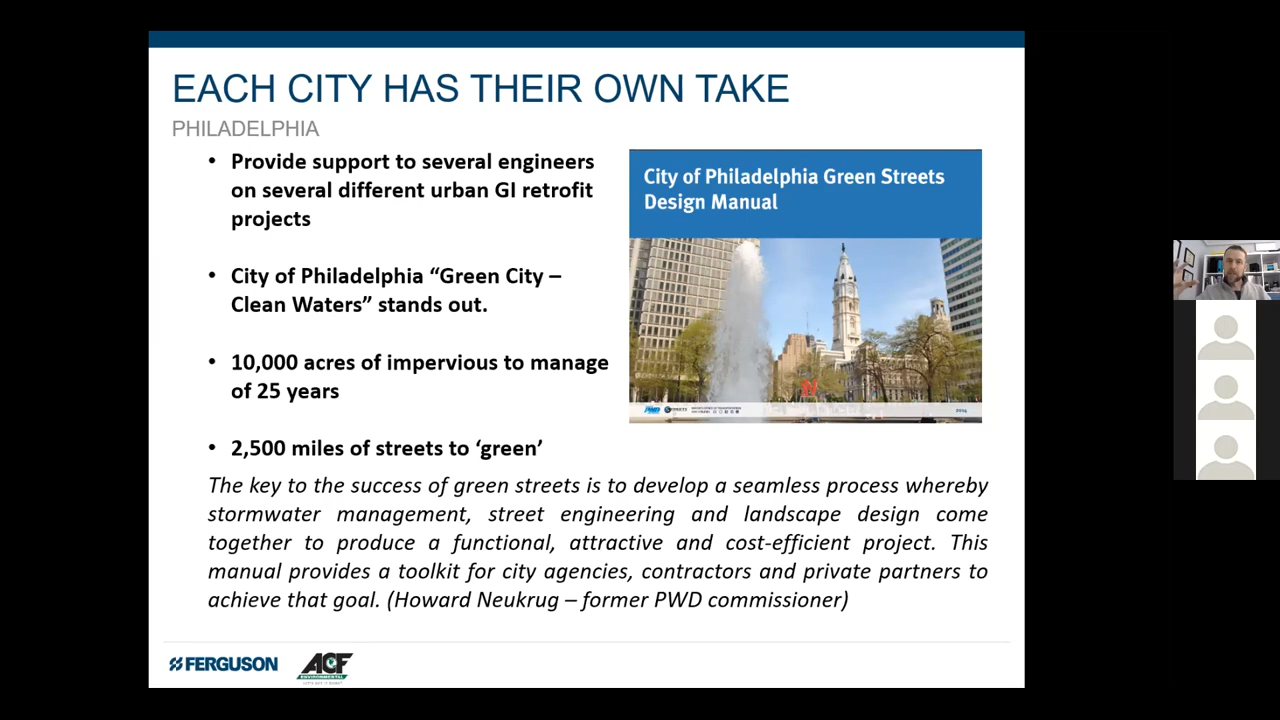 EACH CITY HAS THEIR OWN TAKE
PHILADELPHIA
• Provide support to several engineers
on several different urban GI retrofit
projects
• City of Philadelphia “Green City –
Clean Waters” stands out.
• 10,000 acres of impervious to manage
of 25 years
• 2,500 miles of streets to ‘green’
City of Philadelphia Green Streets
Design Manual
PWD STREETS
2014
The key to the success of green streets is to develop a seamless process whereby
stormwater management, street engineering and landscape design come
together to produce a functional, attractive and cost-efficient project. This
manual provides a toolkit for city agencies, contractors and private partners to
achieve that goal. (Howard Neukrug – former PWD commissioner)
FERGUSON
ACF
ENVIRONMENTAL